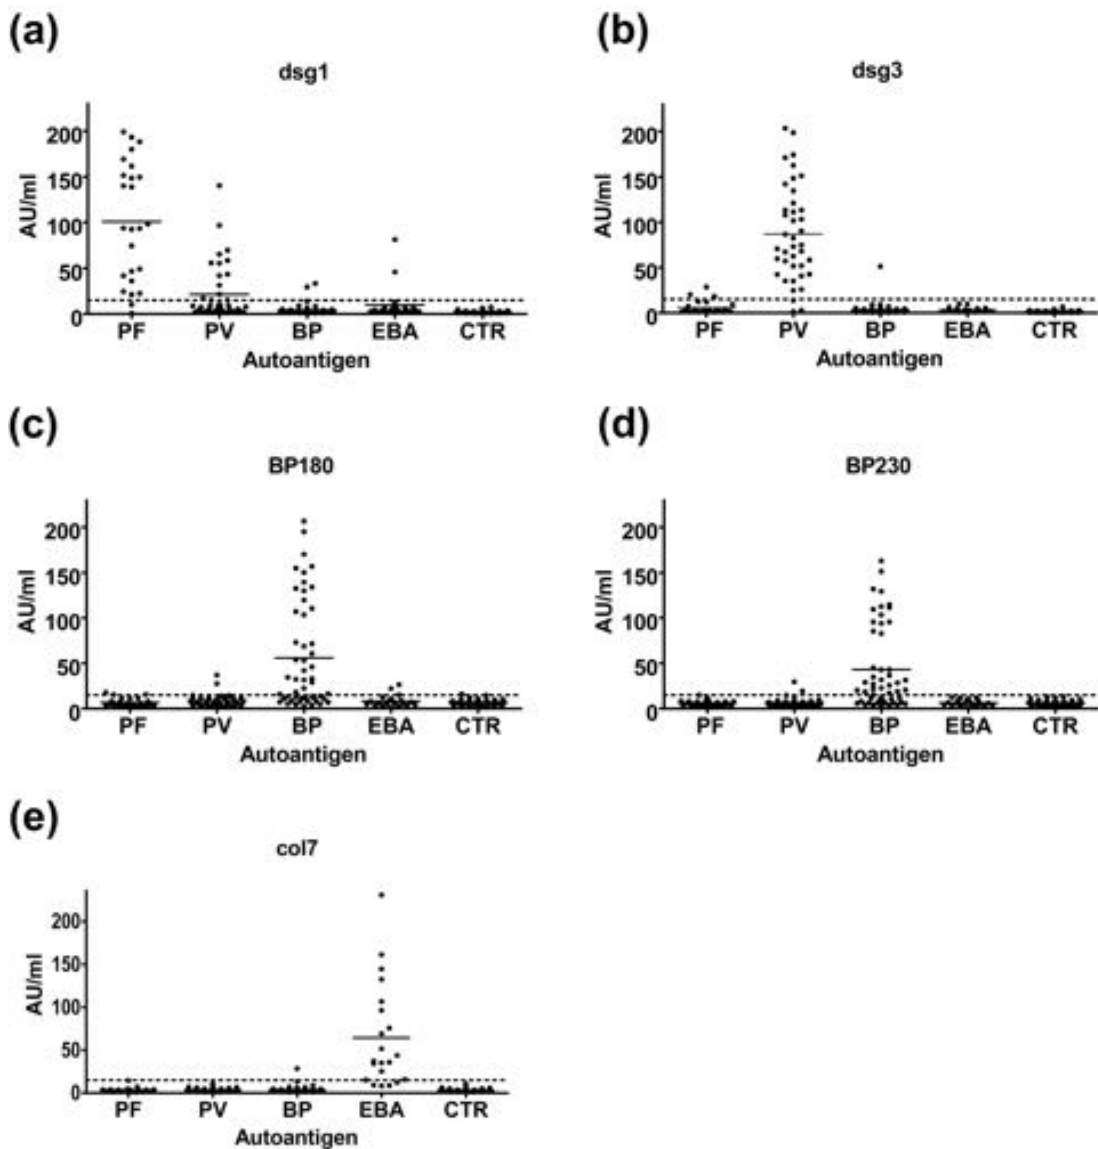 (a)
dsg1
AU/ml
200
150
100
50
0
PF PV BP EBA CTR
Autoantigen
(b)
dsg3
AU/ml
200
150
100
50
0
PF PV BP EBA CTR
Autoantigen
(c)
BP180
AU/ml
200
150
100
50
0
PF PV BP EBA CTR
Autoantigen
(d)
BP230
AU/ml
200
150
100
50
0
PF PV BP EBA CTR
Autoantigen
(e)
col7
AU/ml
200
150
100
50
0
PF PV BP EBA CTR
Autoantigen